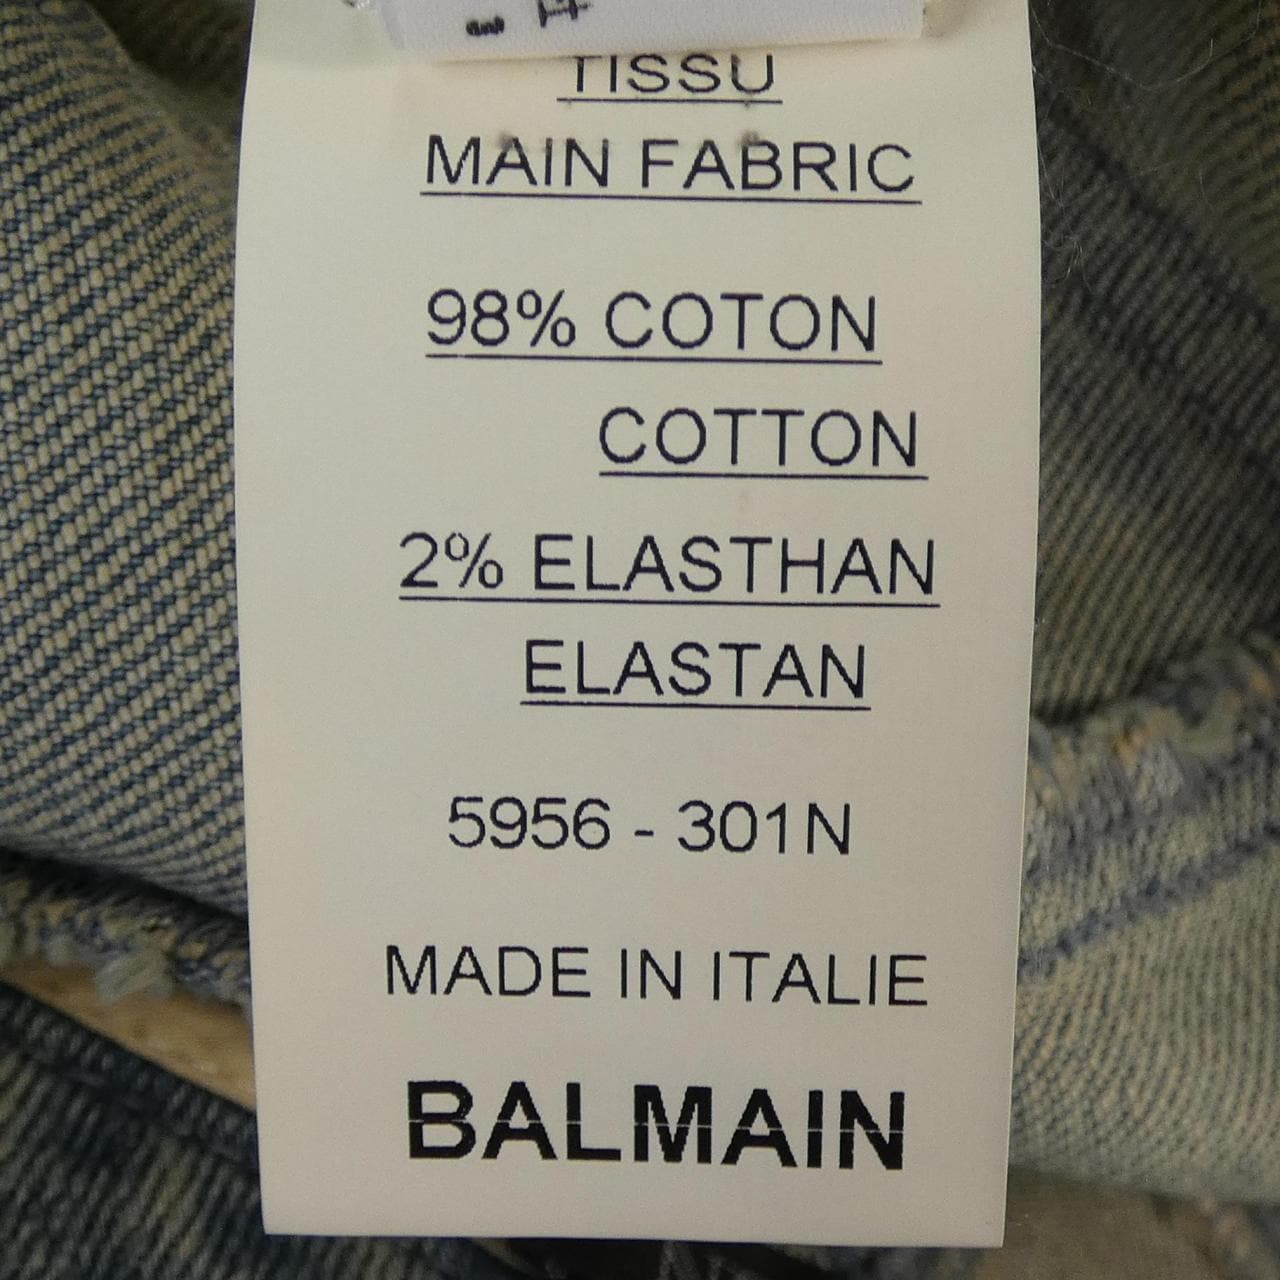 TISSU
MAIN FABRIC
98% COTON
COTTON
2% ELASTHAN
ELASTAN
5956 - 301N
MADE IN ITALIE
BALMAIN